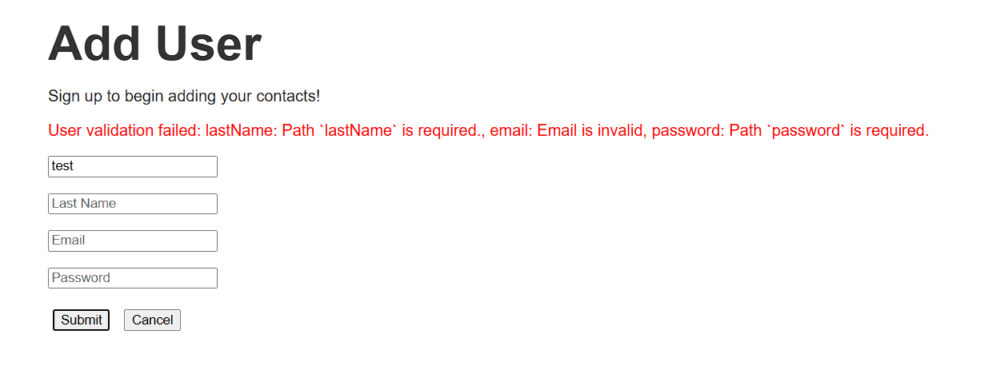 Add User
Sign up to begin adding your contacts!
User validation failed: lastName: Path `lastName` is required., email: Email is invalid, password: Path `password` is required.
test
Last Name
Email
Password
Submit Cancel